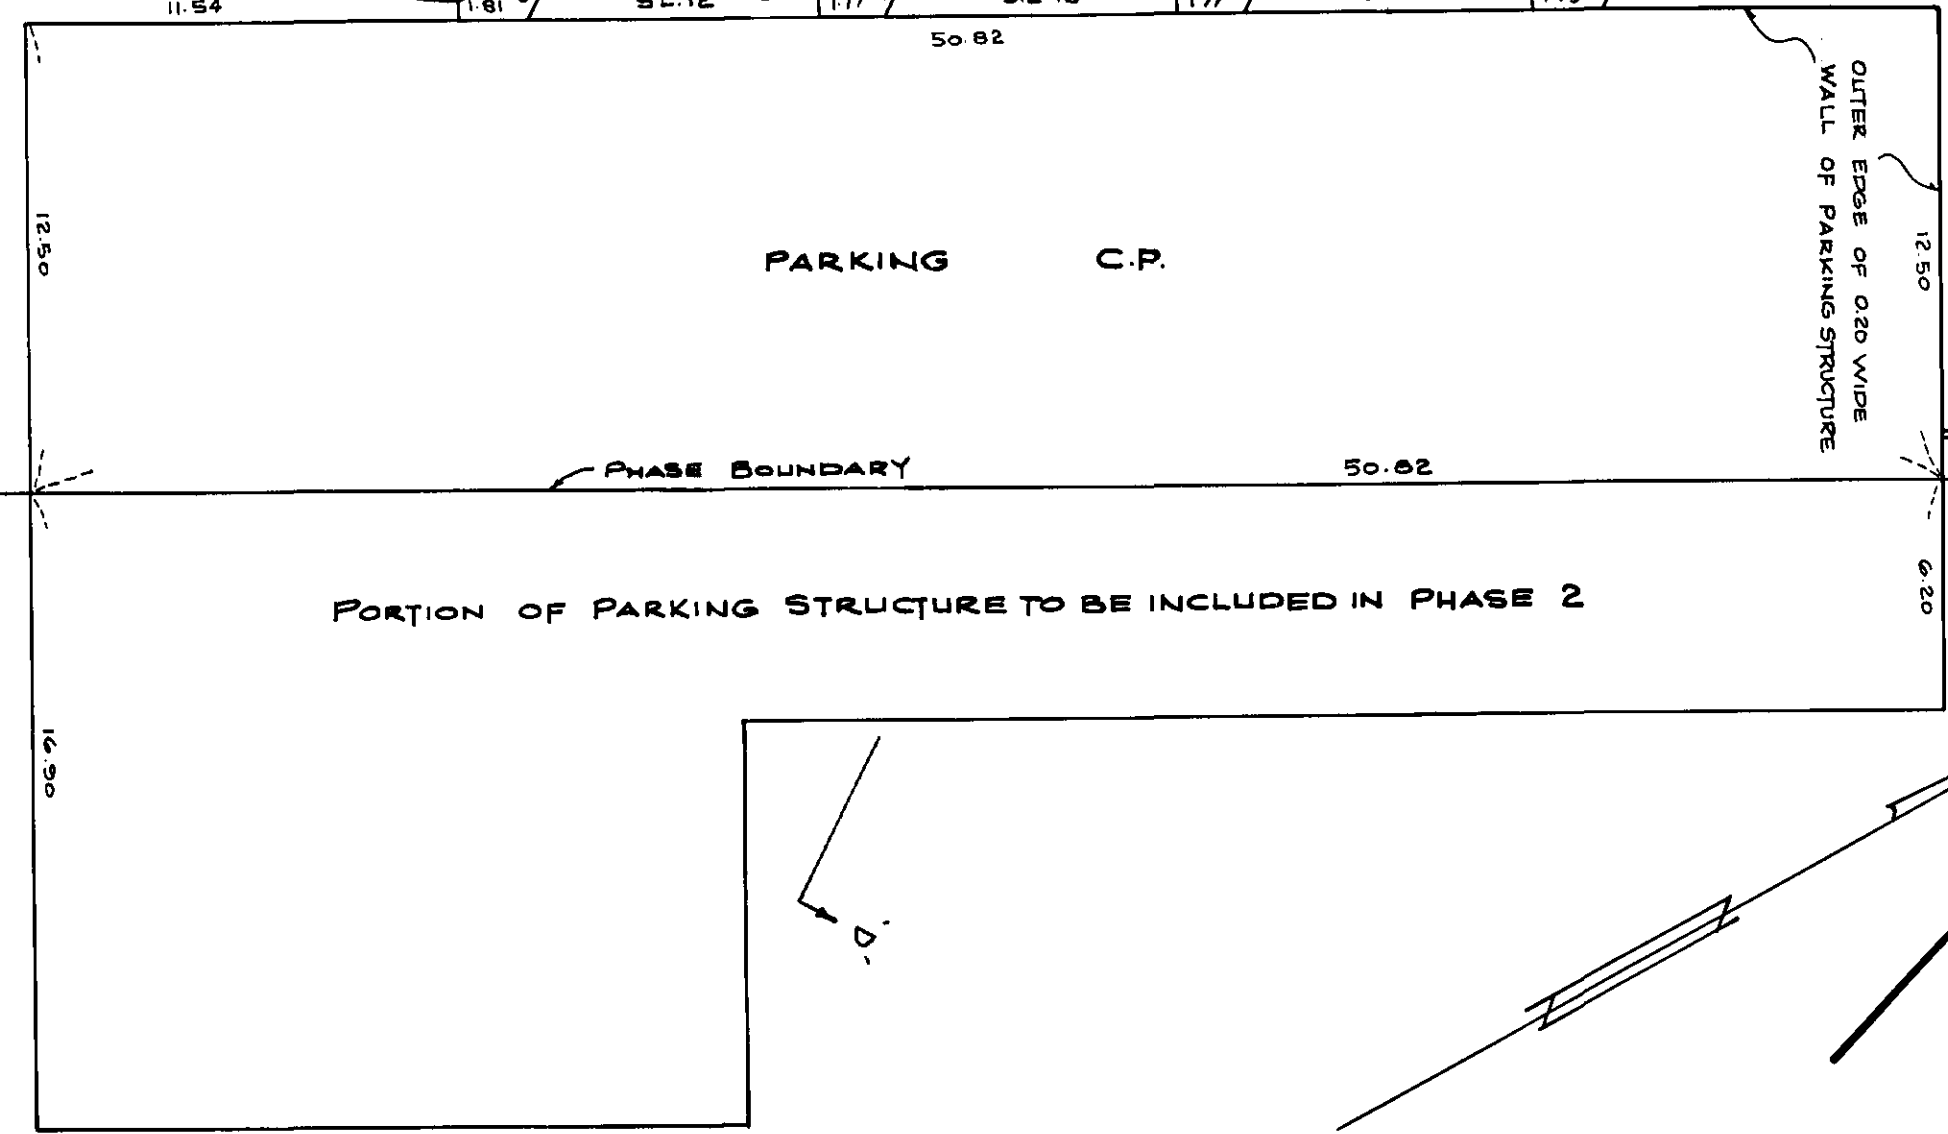 11.54
1.81
50.82
OUTER EDGE OF 0.20 WIDE
WALL OF PARKING STRUCTURE
12.50
12.50
PARKING C.P.
PHASE BOUNDARY
50.82
6.20
PORTION OF PARKING STRUCTURE TO BE INCLUDED IN PHASE 2
16.90
D'